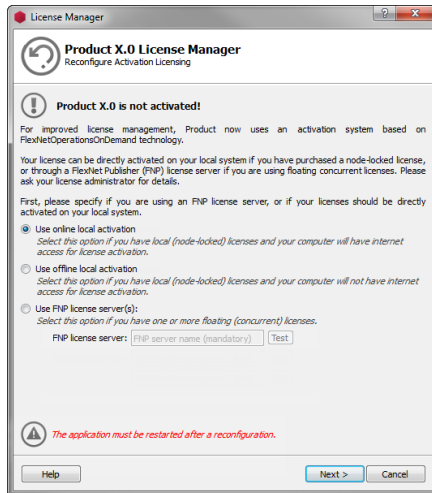 License Manager
Product X.0 License Manager
Reconfigure Activation Licensing
Product X.0 is not activated!
For improved license management, Product now uses an activation system based on
FlexNetOperationsOnDemand technology.
Your license can be directly activated on your local system if you have purchased a node-locked license,
or through a FlexNet Publisher (FNP) license server if you are using floating concurrent licenses. Please
ask your license administrator for details.
First, please specify if you are using an FNP license server, or if your licenses should be directly
activated on your local system.
Use online local activation
Select this option if you have local (node-locked) licenses and your computer will have internet
access for license activation.
Use offline local activation
Select this option if you have local (node-locked) licenses and your computer will not have internet
access for license activation.
Use FNP license server(s):
Select this option if you have one or more floating (concurrent) licenses.
FNP license server: FNP server name (mandatory) Test
The application must be restarted after a reconfiguration.
Help Next > Cancel